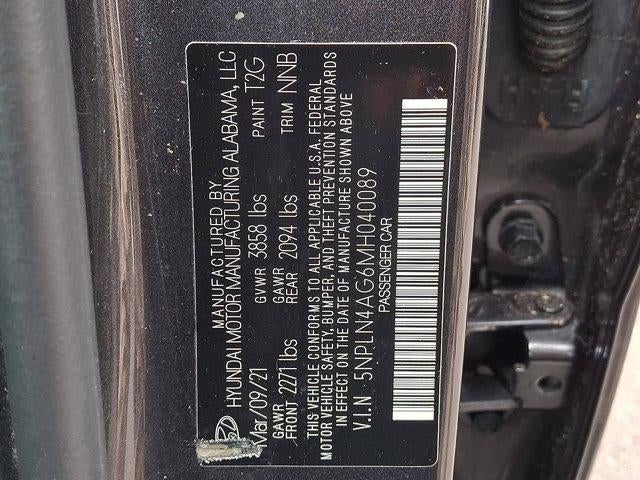 MANUFACTURED BY
HYUNDAI MOTOR MANUFACTURING ALABAMA, LLC
Mar/09/21 GVWR 3858 lbs PAINT T2G
GAWR FRONT 2271 lbs GAWR REAR 2094 lbs TRIM NNB
THIS VEHICLE CONFORMS TO ALL APPLICABLE U.S.A. FEDERAL
MOTOR VEHICLE SAFETY, BUMPER, AND THEFT PREVENTION STANDARDS
IN EFFECT ON THE DATE OF MANUFACTURE SHOWN ABOVE
V.I.N 5NPLN4AG6MH040089
PASSENGER CAR